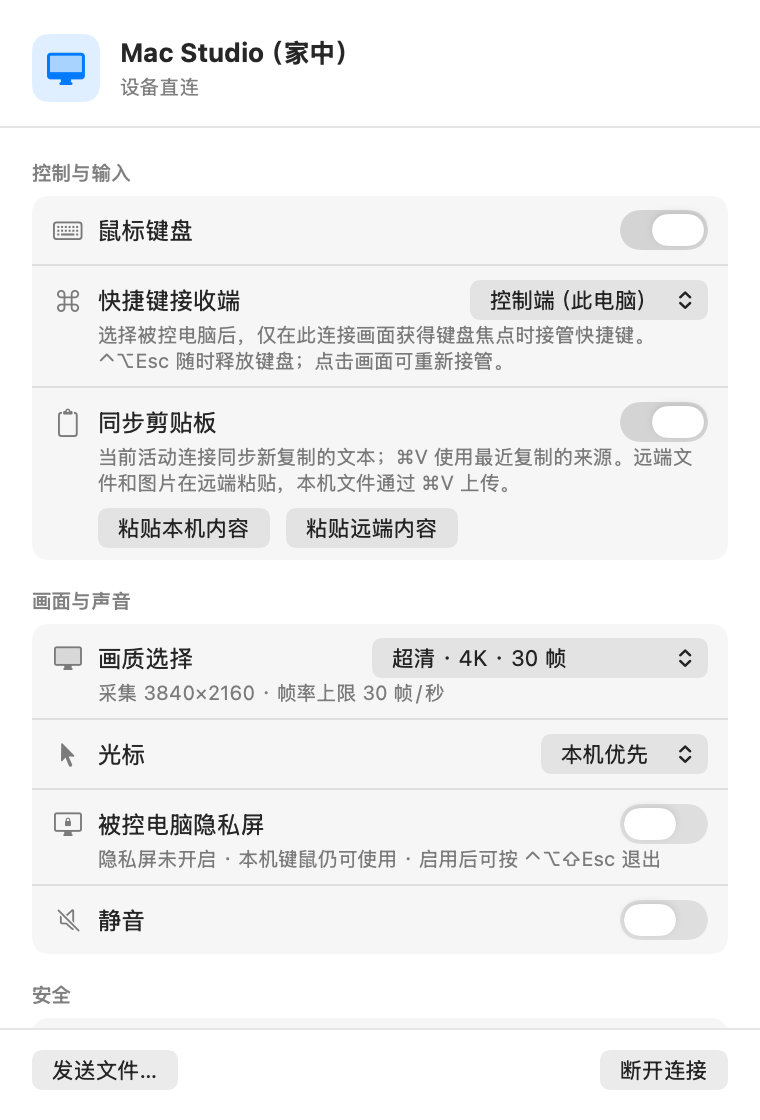 Mac Studio（家中）
设备直连
控制与输入
鼠标键盘
快捷键接收端
控制端（此电脑）
选择被控电脑后，仅在此连接画面获得键盘焦点时接管快捷键。
⌃⌥Esc 随时释放键盘；点击画面可重新接管。
同步剪贴板
当前活动连接同步新复制的文本；⌘V 使用最近复制的来源。远端文
件和图片在远端粘贴，本机文件通过 ⌘V 上传。
粘贴本机内容
粘贴远端内容
画面与声音
画质选择
超清 · 4K · 30 帧
采集 3840×2160 · 帧率上限 30 帧/秒
光标
本机优先
被控电脑隐私屏
隐私屏未开启 · 本机键鼠仍可使用 · 启用后可按 ⌃⌥⇧Esc 退出
静音
安全
发送文件...
断开连接